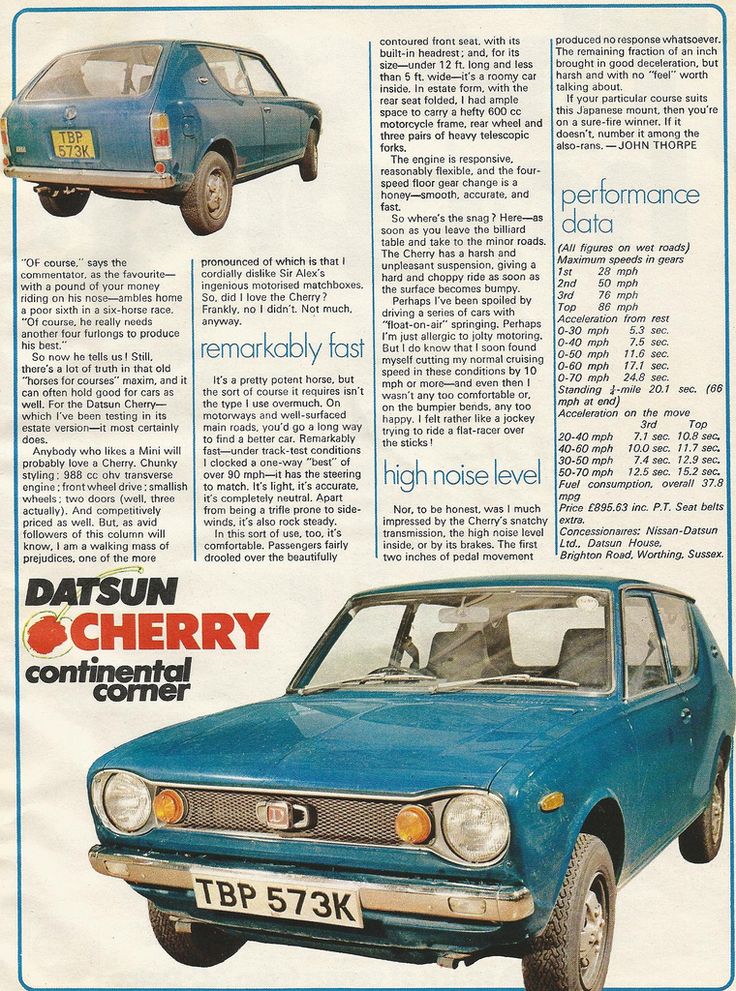 TBP
573K
"OF course," says the
commentator, as the favourite—
with a pound of your money
riding on his nose—ambles home
a poor sixth in a six-horse race.
"Of course, he really needs
another four furlongs to produce
his best."
So now he tells us! Still,
there's a lot of truth in that old
"horses for courses" maxim, and it
can often hold good for cars as
well. For the Datsun Cherry—
which I've been testing in its
estate version—it most certainly
does.
Anybody who likes a Mini will
probably love a Cherry. Chunky
styling; 988 cc ohv transverse
engine; front wheel drive; smallish
wheels; two doors (well, three
actually). And competitively
priced as well. But, as avid
followers of this column will
know, I am a walking mass of
prejudices, one of the more
pronounced of which is that I
cordially dislike Sir Alex's
ingenious motorised matchboxes.
So, did I love the Cherry?
Frankly, no I didn't. Not much,
anyway.
remarkably fast
It's a pretty potent horse, but
the sort of course it requires isn't
the type I use overmuch. On
motorways and well-surfaced
main roads, you'd go a long way
to find a better car. Remarkably
fast—under track-test conditions
I clocked a one-way "best" of
over 90 mph—it has the steering
to match. It's light, it's accurate,
it's completely neutral. Apart
from being a trifle prone to side-
winds, it's also rock steady.
In this sort of use, too, it's
comfortable. Passengers fairly
drooled over the beautifully
contoured front seat, with its
built-in headrest; and, for its
size—under 12 ft. long and less
than 5 ft. wide—it's a roomy car
inside. In estate form, with the
rear seat folded, I had ample
space to carry a hefty 600 cc
motorcycle frame, rear wheel and
three pairs of heavy telescopic
forks.
The engine is responsive,
reasonably flexible, and the four-
speed floor gear change is a
honey—smooth, accurate, and
fast.
So where's the snag? Here—as
soon as you leave the billiard
table and take to the minor roads.
The Cherry has a harsh and
unpleasant suspension, giving a
hard and choppy ride as soon as
the surface becomes bumpy.
Perhaps I've been spoiled by
driving a series of cars with
"float-on-air" springing. Perhaps
I'm just allergic to jolty motoring.
But I do know that I soon found
myself cutting my normal cruising
speed in these conditions by 10
mph or more—and even then I
wasn't any too comfortable or,
on the bumpier bends, any too
happy. I felt rather like a jockey
trying to ride a flat-racer over
the sticks!
high noise level
Nor, to be honest, was I much
impressed by the Cherry's snatchy
transmission, the high noise level
inside, or by its brakes. The first
two inches of pedal movement
produced no response whatsoever.
The remaining fraction of an inch
brought in good deceleration, but
harsh and with no "feel" worth
talking about.
If your particular course suits
this Japanese mount, then you're
on a sure-fire winner. If it
doesn't, number it among the
also-rans.—JOHN THORPE
performance
data
(All figures on wet roads)
Maximum speeds in gears
1st 28 mph
2nd 50 mph
3rd 76 mph
Top 86 mph
Acceleration from rest
0-30 mph 5.3 sec.
0-40 mph 7.5 sec.
0-50 mph 11.6 sec.
0-60 mph 17.1 sec.
0-70 mph 24.8 sec.
Standing ¼-mile 20.1 sec. (66
mph at end)
Acceleration on the move
3rd Top
20-40 mph 7.1 sec. 10.8 sec.
40-60 mph 10.0 sec. 11.7 sec.
30-50 mph 7.4 sec. 12.9 sec.
50-70 mph 12.5 sec. 15.2 sec.
Fuel consumption, overall 37.8
mpg
Price £895.63 inc. P.T. Seat belts
extra.
Concessionaires: Nissan-Datsun
Ltd., Datsun House,
Brighton Road, Worthing, Sussex.
DATSUN
CHERRY
continental
corner
D
TBP 573K